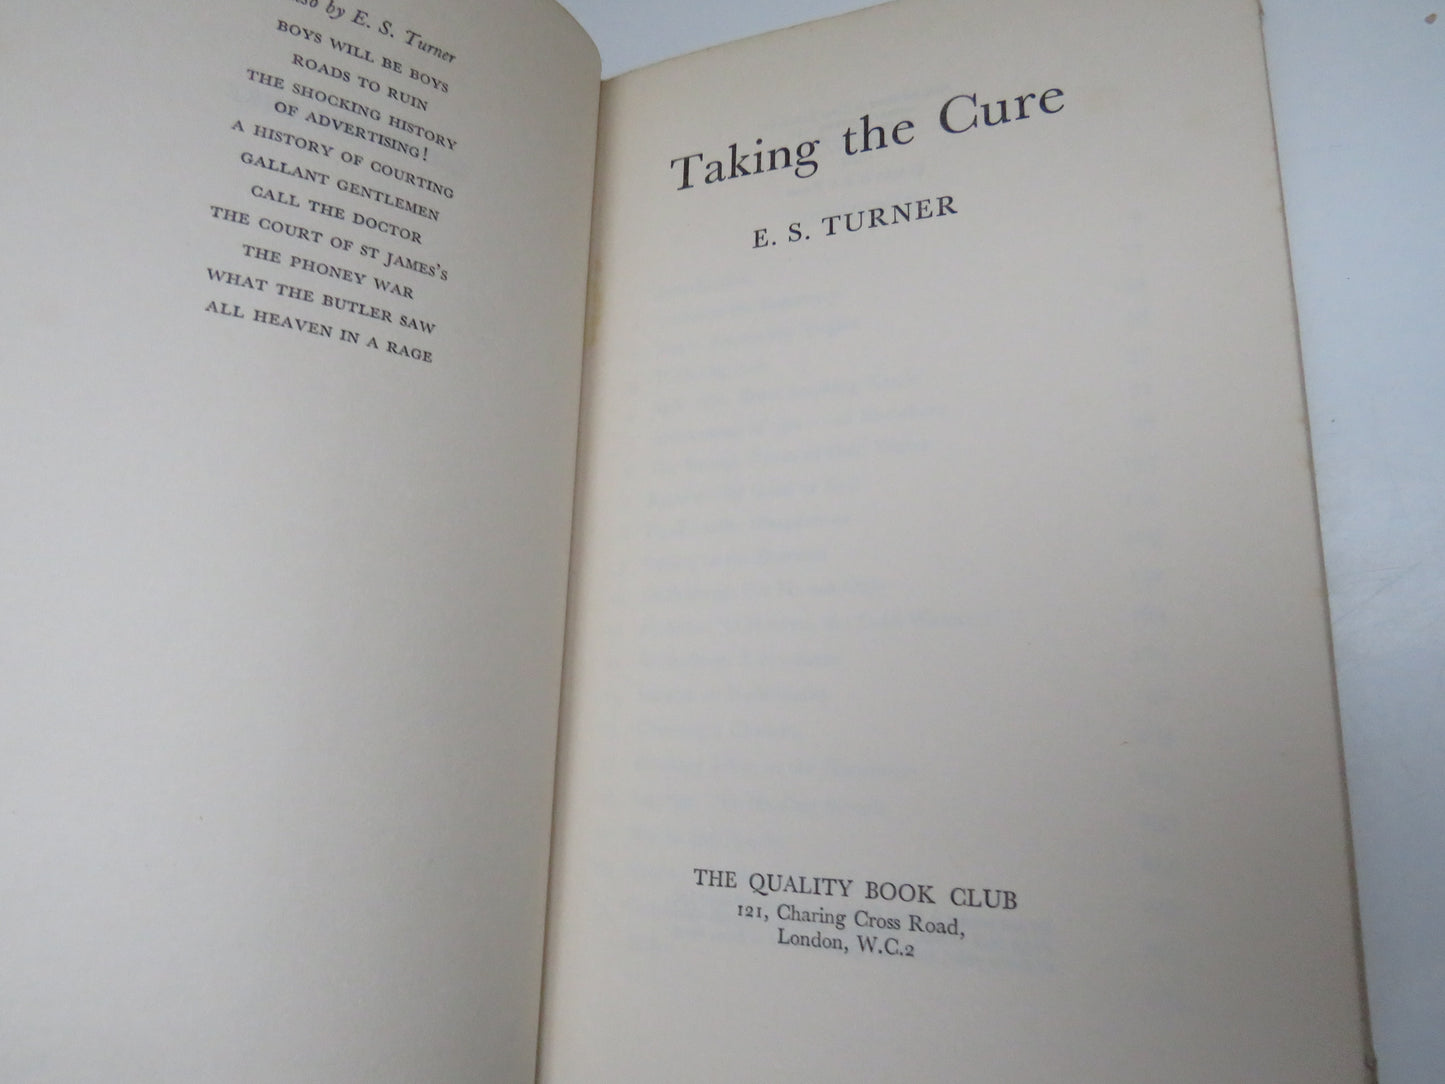 by E. S. Turner
BOYS WILL BE BOYS
ROADS TO RUIN
THE SHOCKING HISTORY
OF ADVERTISING!
A HISTORY OF COURTING
GALLANT GENTLEMEN
CALL THE DOCTOR
THE COURT OF ST JAMES'S
THE PHONEY WAR
WHAT THE BUTLER SAW
ALL HEAVEN IN A RAGE
Taking the Cure
E. S. TURNER
THE QUALITY BOOK CLUB
121, Charing Cross Road,
London, W.C.2